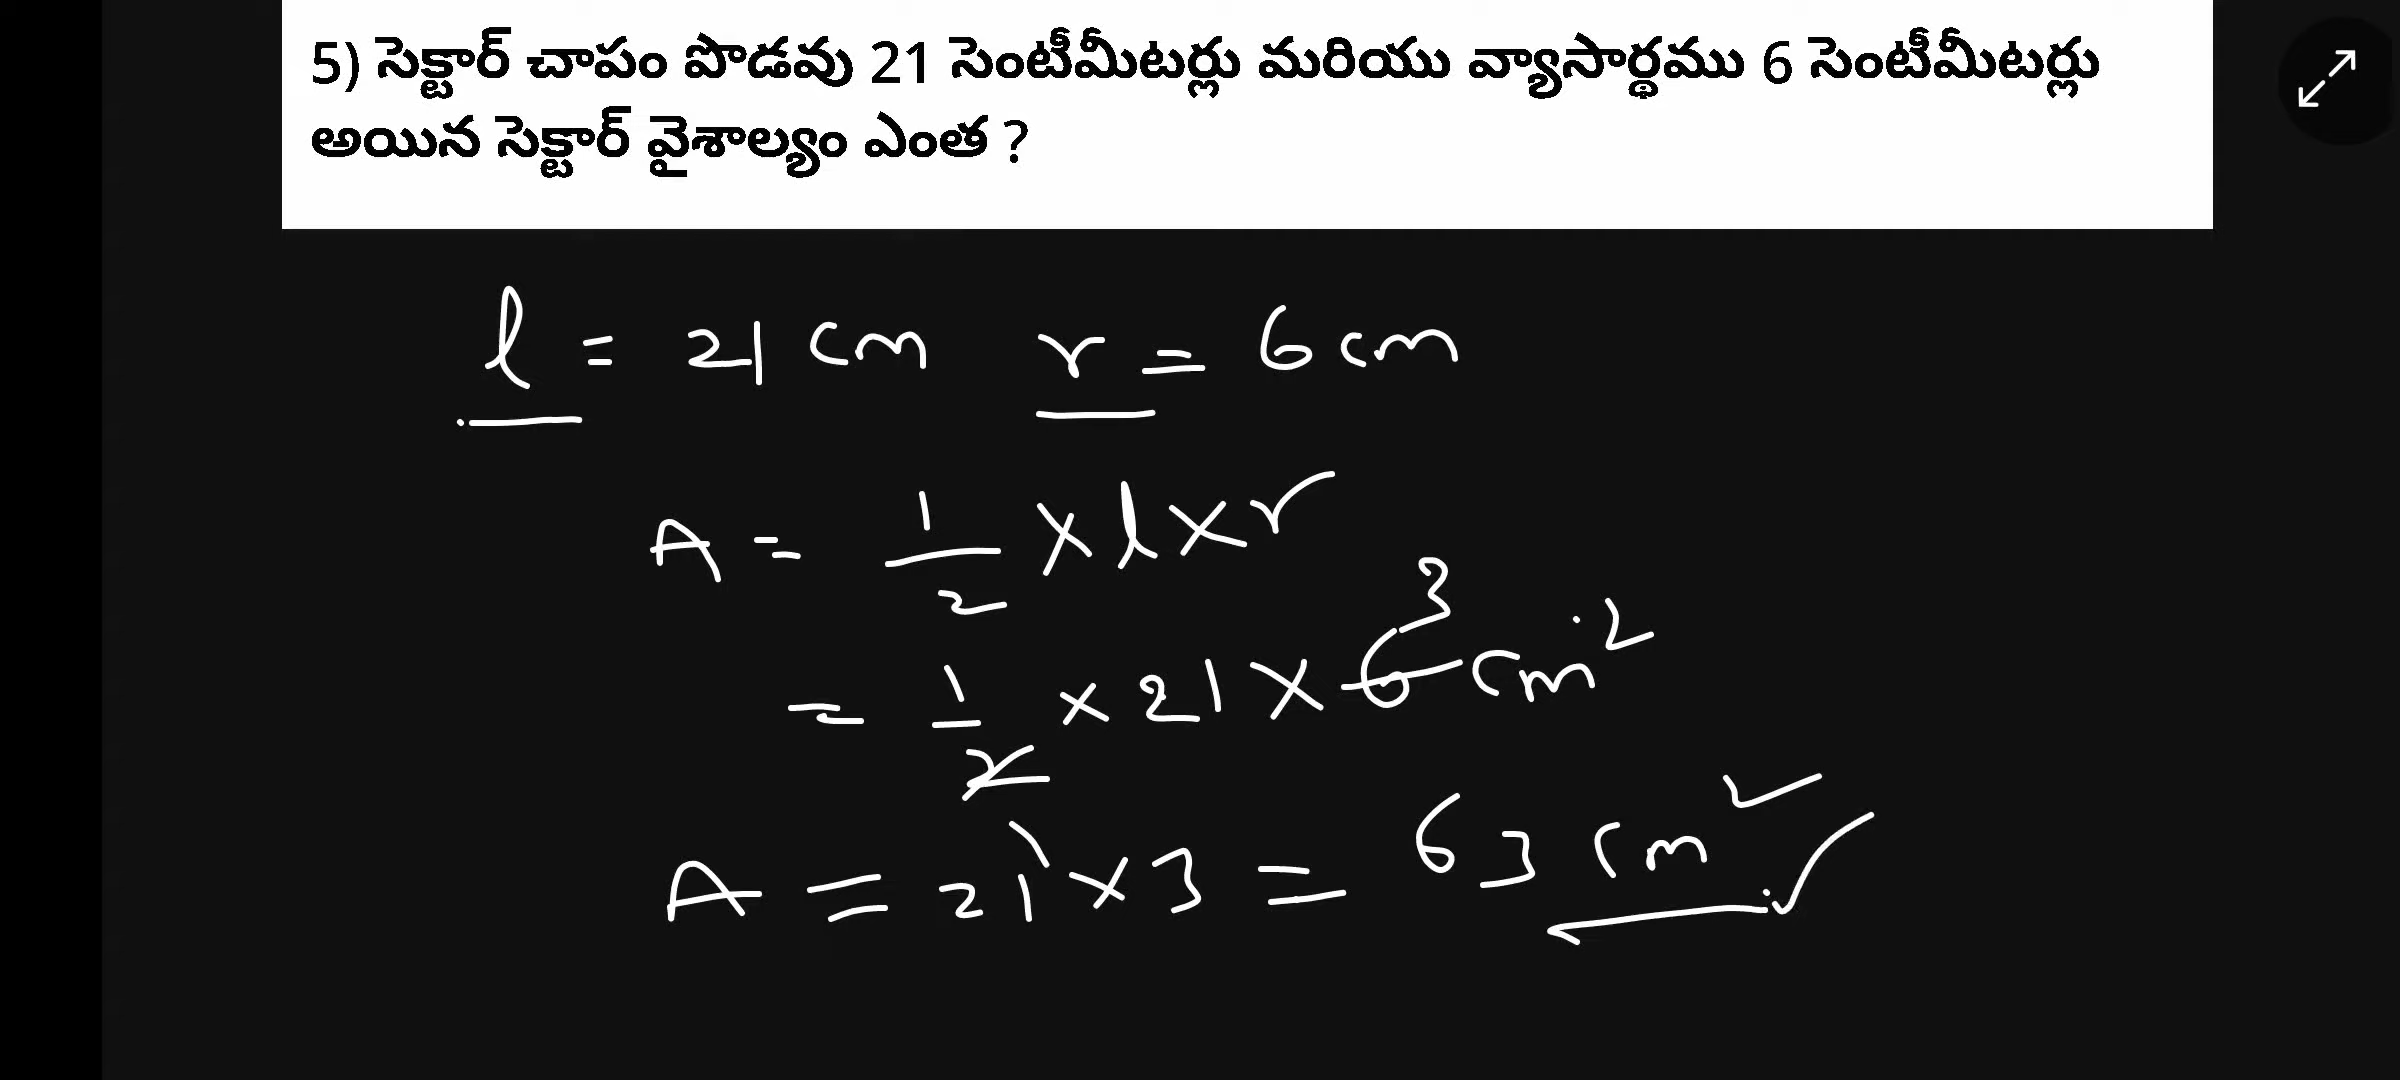 5) సెక్టార్ చాపం పొడవు 21 సెంటీమీటర్లు మరియు వ్యాసార్థము 6 సెంటీమీటర్లు
అయిన సెక్టార్ వైశాల్యం ఎంత ?
l = 21 cm r = 6 cm
A = 1/2 × l × r
= 1/2 × 21 × 6 3 cm²
A = 21 × 3 = 63 cm²